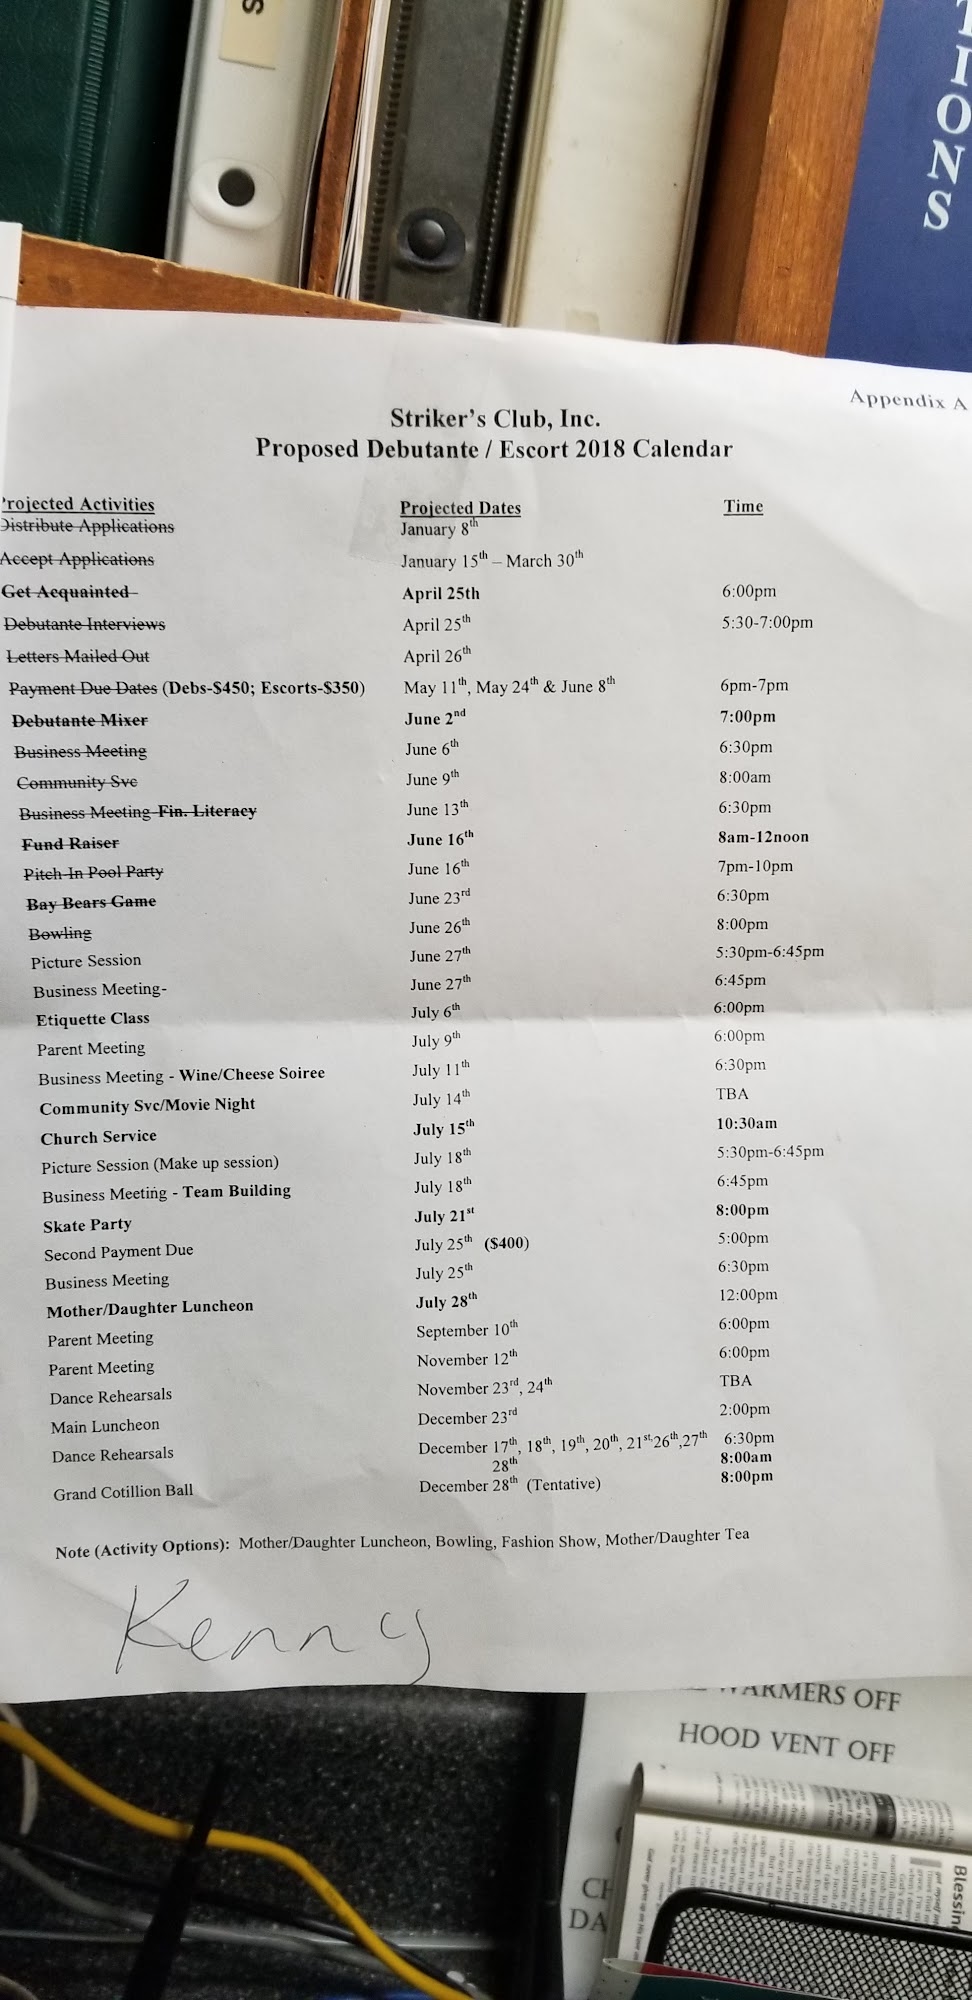 S
TIONS
Appendix A
Striker's Club, Inc.
Proposed Debutante / Escort 2018 Calendar
rojected Activities Projected Dates Time
Distribute Applications January 8th
Accept Applications January 15th – March 30th
Get Acquainted April 25th 6:00pm
Debutante Interviews April 25th 5:30-7:00pm
Letters Mailed Out April 26th
Payment Due Dates (Debs-$450; Escorts-$350) May 11th, May 24th & June 8th 6pm-7pm
Debutante Mixer June 2nd 7:00pm
Business Meeting June 6th 6:30pm
Community Svc June 9th 8:00am
Business Meeting-Fin. Literacy June 13th 6:30pm
Fund Raiser June 16th 8am-12noon
Pitch-In Pool Party June 16th 7pm-10pm
Bay Bears Game June 23rd 6:30pm
Bowling June 26th 8:00pm
Picture Session June 27th 5:30pm-6:45pm
Business Meeting- June 27th 6:45pm
Etiquette Class July 6th 6:00pm
Parent Meeting July 9th 6:00pm
Business Meeting - Wine/Cheese Soiree July 11th 6:30pm
Community Svc/Movie Night July 14th TBA
Church Service July 15th 10:30am
Picture Session (Make up session) July 18th 5:30pm-6:45pm
Business Meeting - Team Building July 18th 6:45pm
Skate Party July 21st 8:00pm
Second Payment Due July 25th ($400) 5:00pm
Business Meeting July 25th 6:30pm
Mother/Daughter Luncheon July 28th 12:00pm
Parent Meeting September 10th 6:00pm
Parent Meeting November 12th 6:00pm
Dance Rehearsals November 23rd, 24th TBA
Main Luncheon December 23rd 2:00pm
Dance Rehearsals December 17th, 18th, 19th, 20th, 21st,26th,27th 6:30pm
28th 8:00am
Grand Cotillion Ball December 28th (Tentative) 8:00pm
Note (Activity Options): Mother/Daughter Luncheon, Bowling, Fashion Show, Mother/Daughter Tea
Kenny
WARMERS OFF
HOOD VENT OFF
CH
DA
Blessin